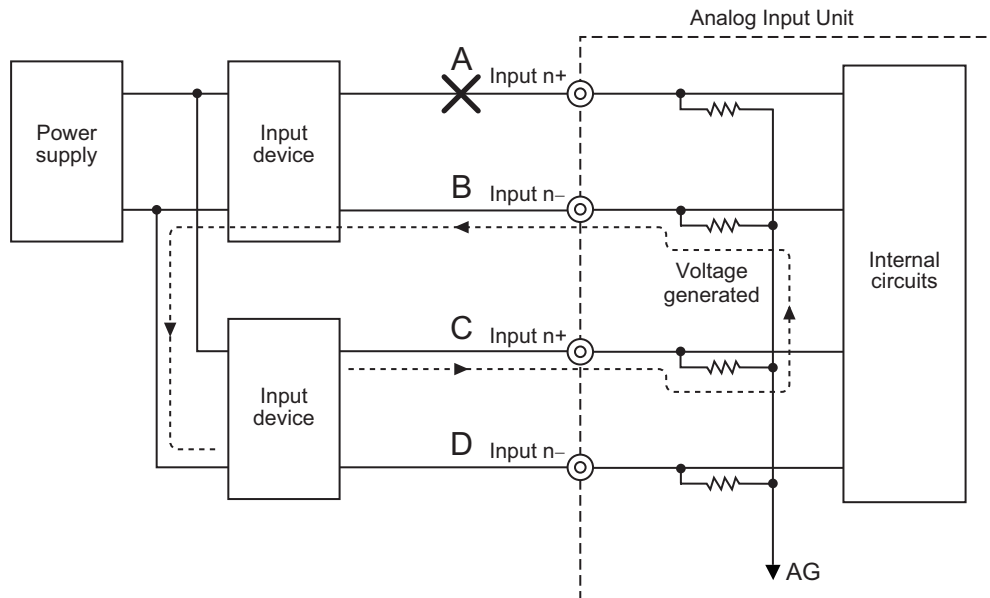 Analog Input Unit
A
Input n+
Power
supply
Input
device
B
Input n−
Internal
circuits
Voltage
generated
C
Input n+
Input
device
D
Input n−
AG